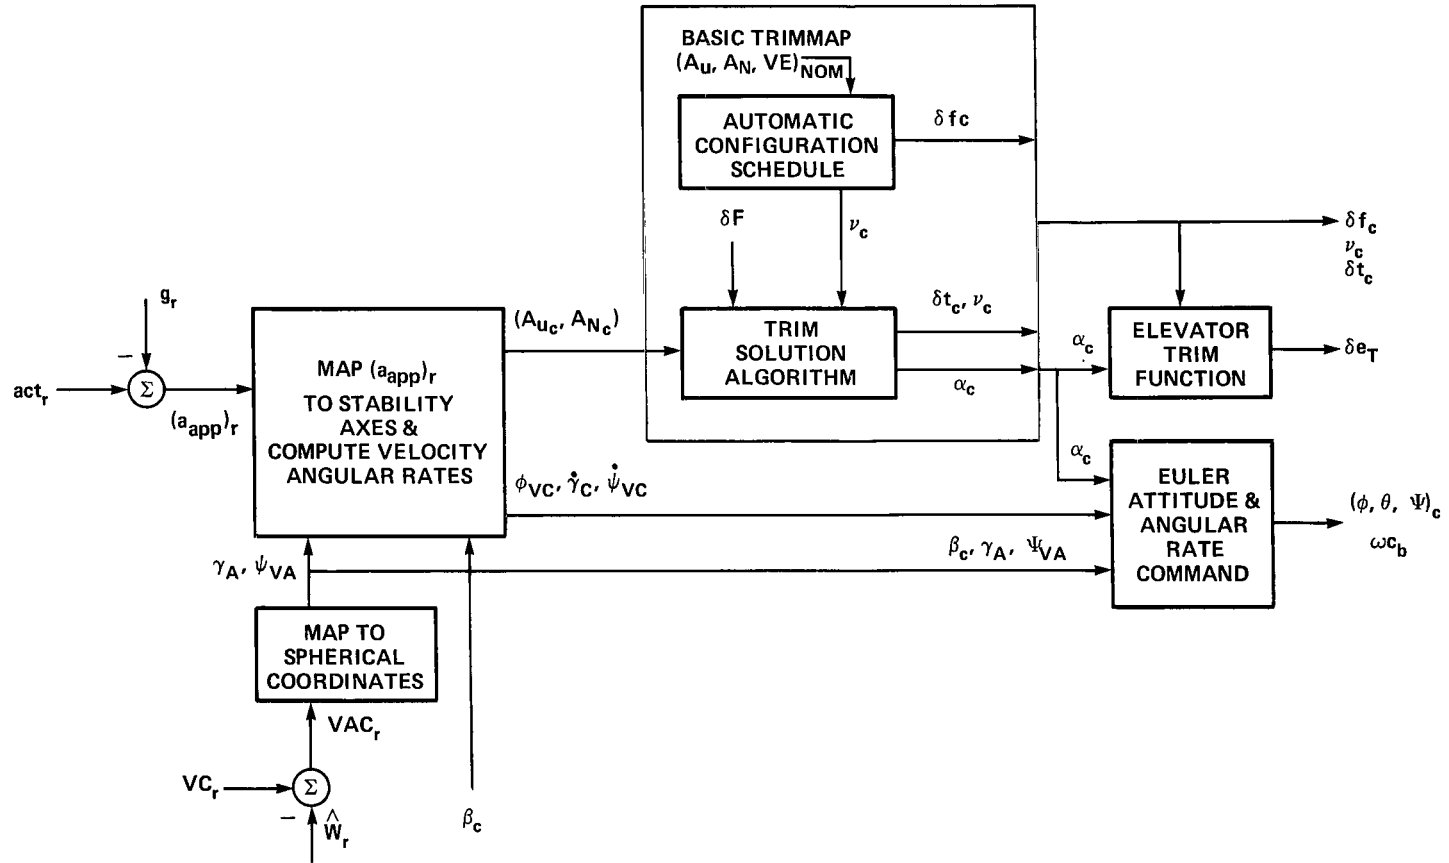 BASIC TRIMMAP
(A_u, A_N, VE)_NOM
AUTOMATIC
CONFIGURATION
SCHEDULE
δfc
δF
ν_c
δf_c
ν_c
δt_c
g_r
−
act_r
Σ
(a_app)_r
MAP (a_app)_r
TO STABILITY
AXES &
COMPUTE VELOCITY
ANGULAR RATES
(A_u_c, A_N_c)
TRIM
SOLUTION
ALGORITHM
δt_c, ν_c
α_c
α_c
ELEVATOR
TRIM
FUNCTION
δe_T
α_c
ϕ_VC, γ̇_C, ψ̇_VC
β_c, γ_A, Ψ_VA
EULER
ATTITUDE &
ANGULAR
RATE
COMMAND
(ϕ, θ, Ψ)_c
ωc_b
γ_A, ψ_VA
MAP TO
SPHERICAL
COORDINATES
VAC_r
VC_r
Σ
−
Ŵ_r
β_c